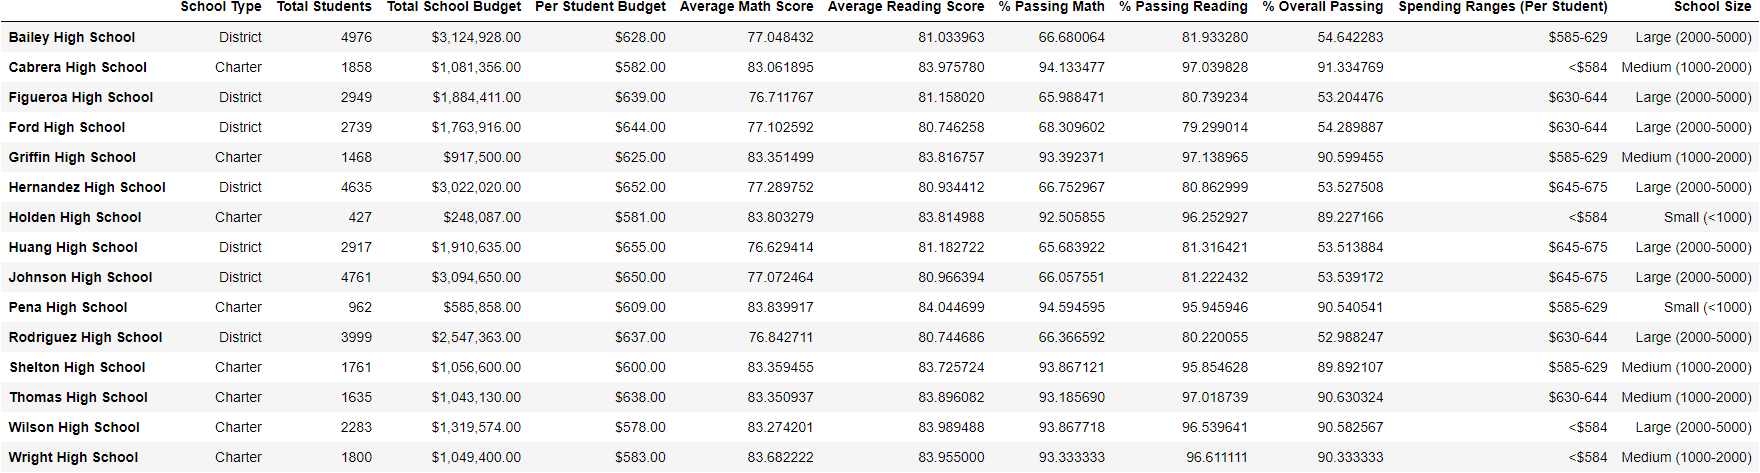 School Type Total Students Total School Budget Per Student Budget Average Math Score Average Reading Score % Passing Math % Passing Reading % Overall Passing Spending Ranges (Per Student) School Size
Bailey High School District 4976 $3,124,928.00 $628.00 77.048432 81.033963 66.680064 81.933280 54.642283 $585-629 Large (2000-5000)
Cabrera High School Charter 1858 $1,081,356.00 $582.00 83.061895 83.975780 94.133477 97.039828 91.334769 <$584 Medium (1000-2000)
Figueroa High School District 2949 $1,884,411.00 $639.00 76.711767 81.158020 65.988471 80.739234 53.204476 $630-644 Large (2000-5000)
Ford High School District 2739 $1,763,916.00 $644.00 77.102592 80.746258 68.309602 79.299014 54.289887 $630-644 Large (2000-5000)
Griffin High School Charter 1468 $917,500.00 $625.00 83.351499 83.816757 93.392371 97.138965 90.599455 $585-629 Medium (1000-2000)
Hernandez High School District 4635 $3,022,020.00 $652.00 77.289752 80.934412 66.752967 80.862999 53.527508 $645-675 Large (2000-5000)
Holden High School Charter 427 $248,087.00 $581.00 83.803279 83.814988 92.505855 96.252927 89.227166 <$584 Small (<1000)
Huang High School District 2917 $1,910,635.00 $655.00 76.629414 81.182722 65.683922 81.316421 53.513884 $645-675 Large (2000-5000)
Johnson High School District 4761 $3,094,650.00 $650.00 77.072464 80.966394 66.057551 81.222432 53.539172 $645-675 Large (2000-5000)
Pena High School Charter 962 $585,858.00 $609.00 83.839917 84.044699 94.594595 95.945946 90.540541 $585-629 Small (<1000)
Rodriguez High School District 3999 $2,547,363.00 $637.00 76.842711 80.744686 66.366592 80.220055 52.988247 $630-644 Large (2000-5000)
Shelton High School Charter 1761 $1,056,600.00 $600.00 83.359455 83.725724 93.867121 95.854628 89.892107 $585-629 Medium (1000-2000)
Thomas High School Charter 1635 $1,043,130.00 $638.00 83.350937 83.896082 93.185690 97.018739 90.630324 $630-644 Medium (1000-2000)
Wilson High School Charter 2283 $1,319,574.00 $578.00 83.274201 83.989488 93.867718 96.539641 90.582567 <$584 Large (2000-5000)
Wright High School Charter 1800 $1,049,400.00 $583.00 83.682222 83.955000 93.333333 96.611111 90.333333 <$584 Medium (1000-2000)